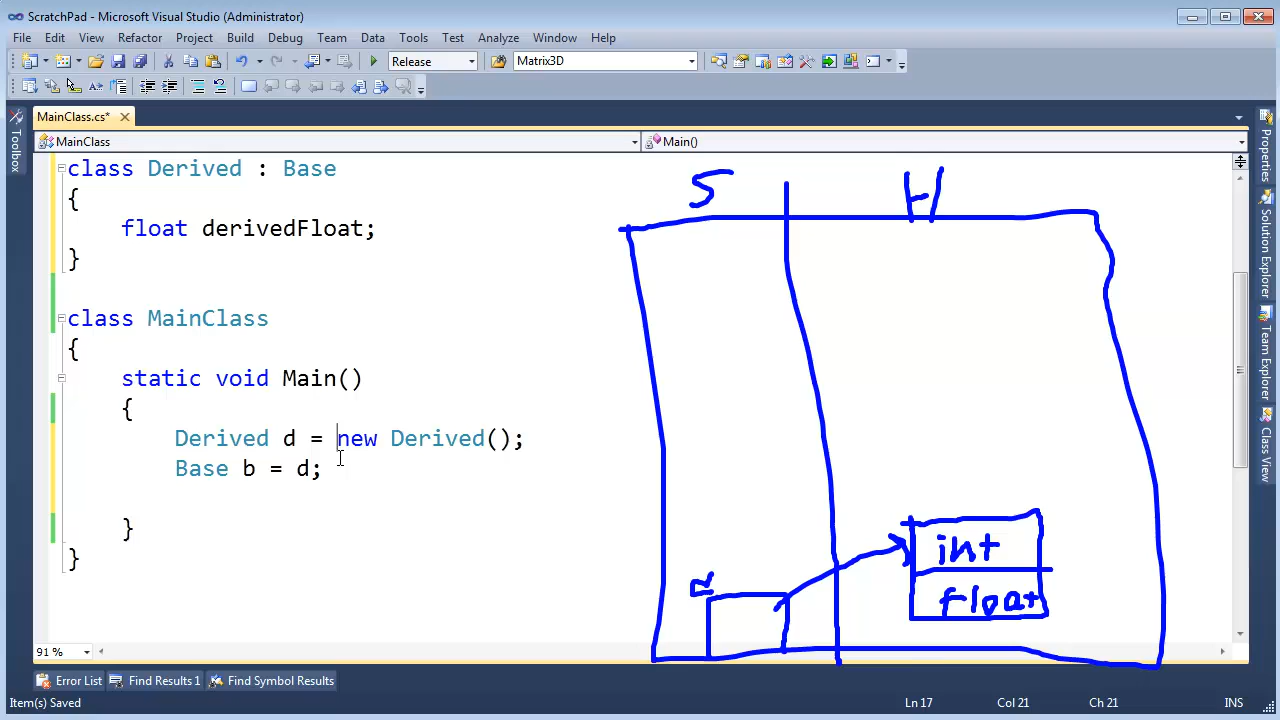 ScratchPad - Microsoft Visual Studio (Administrator)
File Edit View Refactor Project Build Debug Team Data Tools Test Analyze Window Help
Release Matrix3D
MainClass.cs*
MainClass Main()
class Derived : Base
{
float derivedFloat;
}
class MainClass
{
static void Main()
{
Derived d = new Derived();
Base b = d;
}
}
S H
int
d
float
91 %
Error List Find Results 1 Find Symbol Results
Item(s) Saved Ln 17 Col 21 Ch 21 INS
Toolbox
Properties
Solution Explorer
Team Explorer
Class View